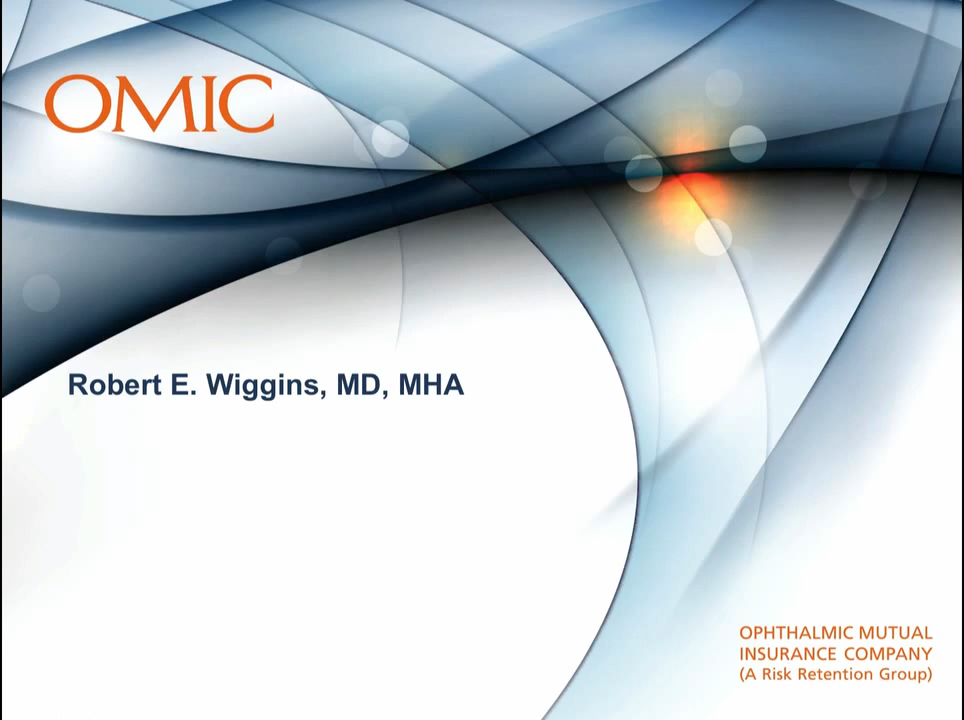 OMIC
Robert E. Wiggins, MD, MHA
OPHTHALMIC MUTUAL
INSURANCE COMPANY
(A Risk Retention Group)